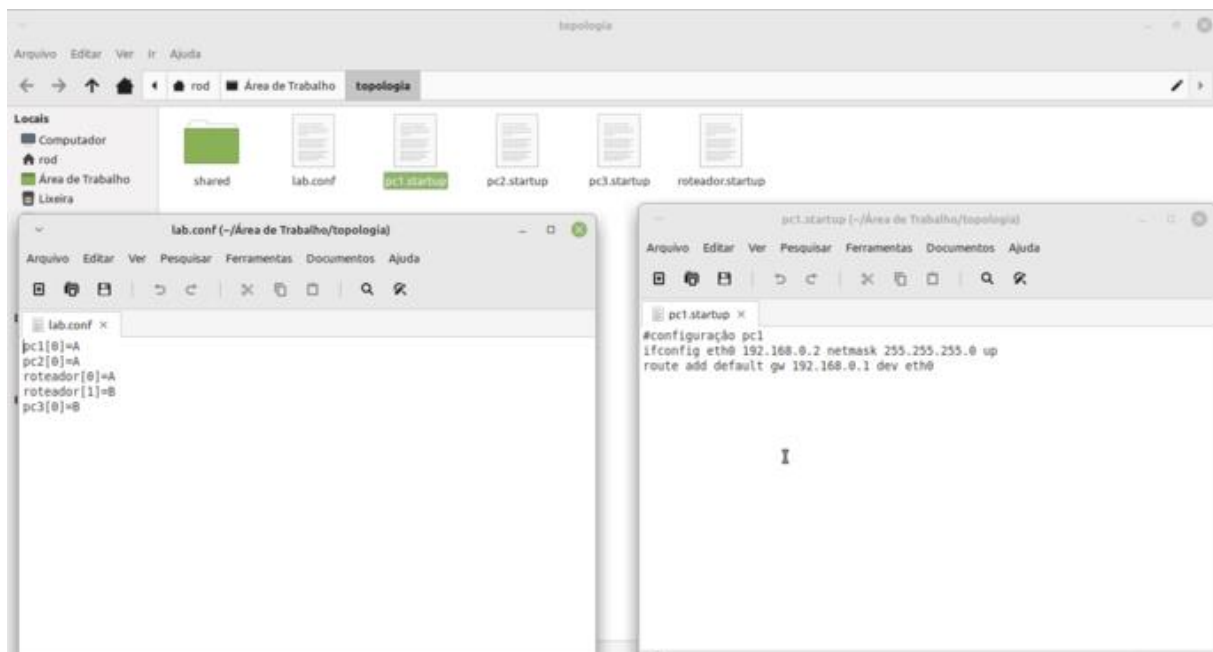 topologia
Arquivo Editar Ver Ir Ajuda
rod Área de Trabalho topologia
Locais
Computador
rod
Área de Trabalho
Lixeira
shared lab.conf pc1.startup pc2.startup pc3.startup roteador.startup
lab.conf (~/Área de Trabalho/topologia)
Arquivo Editar Ver Pesquisar Ferramentas Documentos Ajuda
lab.conf ×
pc1[0]=A
pc2[0]=A
roteador[0]=A
roteador[1]=B
pc3[0]=B
pc1.startup (~/Área de Trabalho/topologia)
Arquivo Editar Ver Pesquisar Ferramentas Documentos Ajuda
pc1.startup ×
#configuração pc1
ifconfig eth0 192.168.0.2 netmask 255.255.255.0 up
route add default gw 192.168.0.1 dev eth0